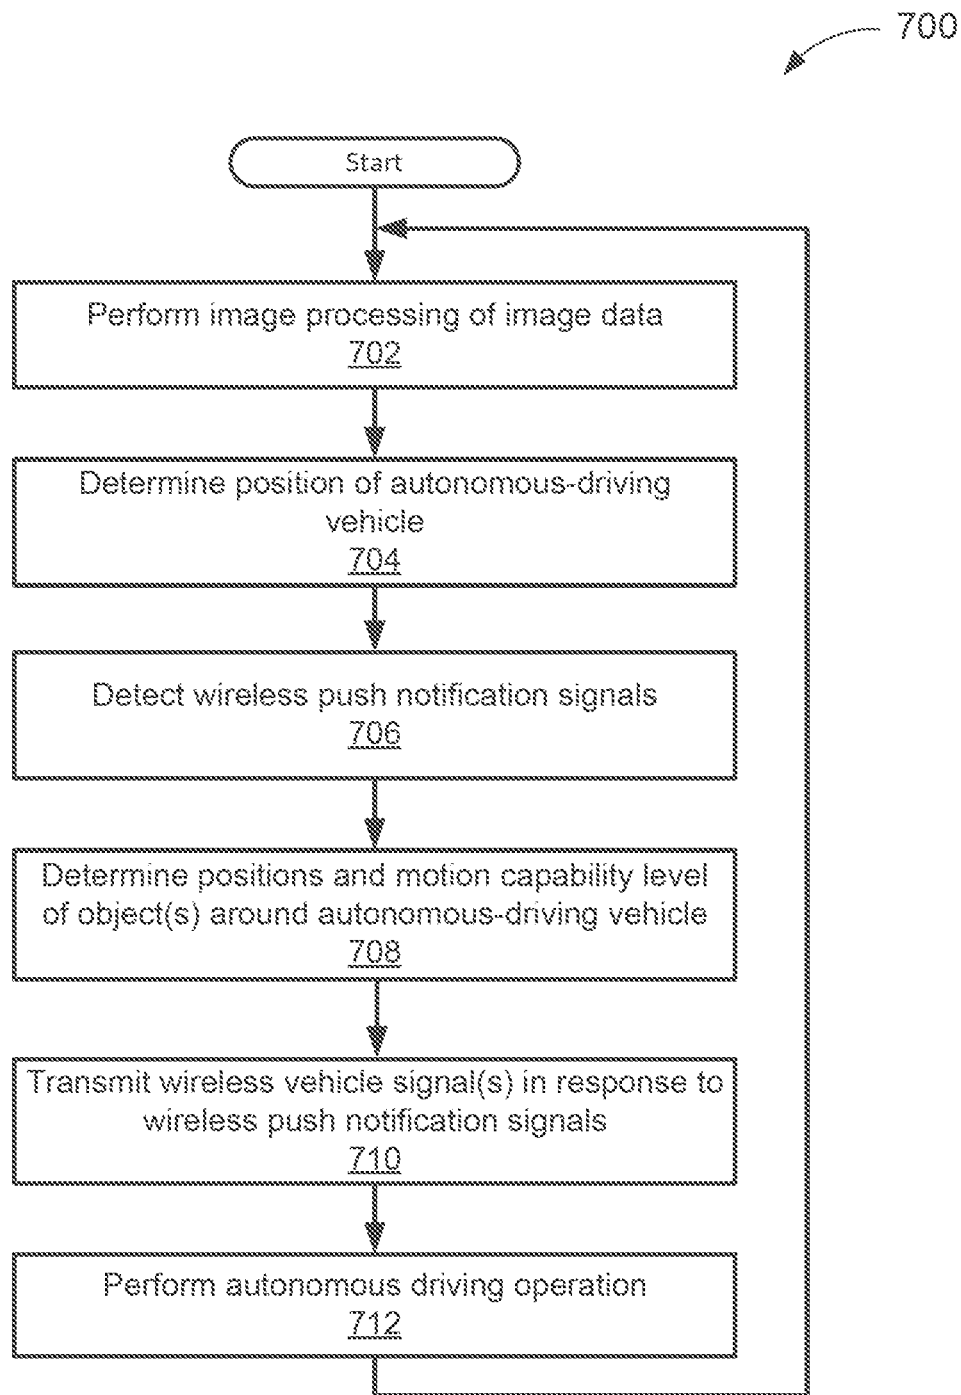 700
Start
Perform image processing of image data
702
Determine position of autonomous-driving
vehicle
704
Detect wireless push notification signals
706
Determine positions and motion capability level
of object(s) around autonomous-driving vehicle
708
Transmit wireless vehicle signal(s) in response to
wireless push notification signals
710
Perform autonomous driving operation
712